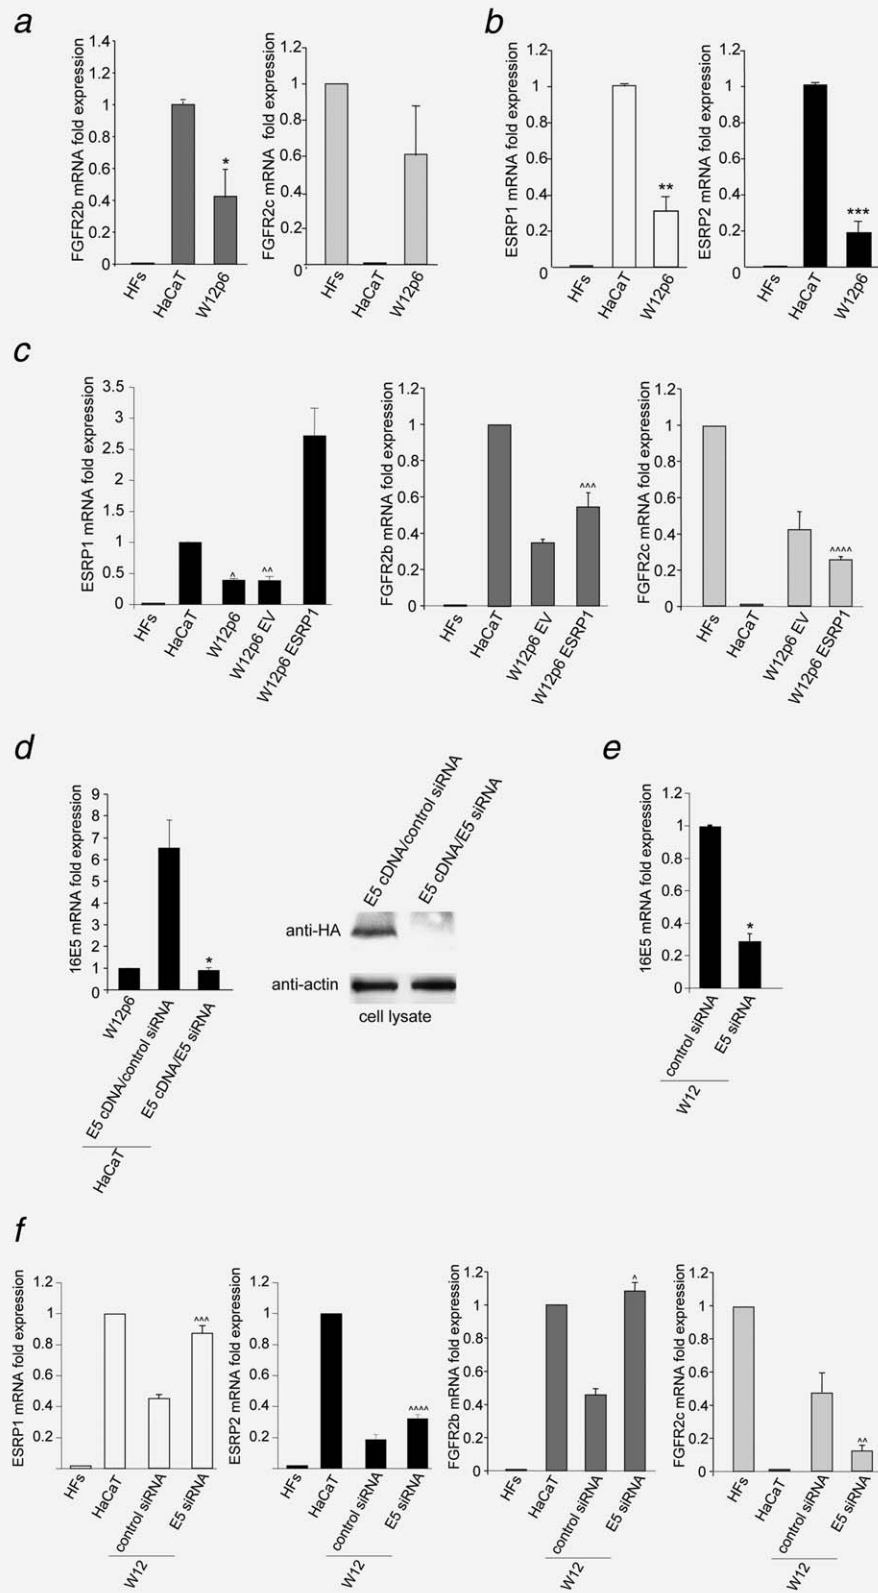 a
FGFR2b mRNA fold expression
1.4
1.2
1
0.8
0.6
0.4
0.2
0
*
HFs
HaCaT
W12p6
FGFR2c mRNA fold expression
1.2
1
0.8
0.6
0.4
0.2
0
HFs
HaCaT
W12p6
b
ESRP1 mRNA fold expression
1.2
1
0.8
0.6
0.4
0.2
0
**
HFs
HaCaT
W12p6
ESRP2 mRNA fold expression
1.2
1
0.8
0.6
0.4
0.2
0
***
HFs
HaCaT
W12p6
c
ESRP1 mRNA fold expression
3.5
3
2.5
2
1.5
1
0.5
0
^
^^
HFs
HaCaT
W12p6
W12p6 EV
W12p6 ESRP1
FGFR2b mRNA fold expression
1.2
1
0.8
0.6
0.4
0.2
0
^^^
HFs
HaCaT
W12p6 EV
W12p6 ESRP1
FGFR2c mRNA fold expression
1.2
1
0.8
0.6
0.4
0.2
0
^^^^
HFs
HaCaT
W12p6 EV
W12p6 ESRP1
d
16E5 mRNA fold expression
9
8
7
6
5
4
3
2
1
0
*
W12p6
E5 cDNA/control siRNA
E5 cDNA/E5 siRNA
HaCaT
E5 cDNA/control siRNA
E5 cDNA/E5 siRNA
anti-HA
anti-actin
cell lysate
e
16E5 mRNA fold expression
1.2
1
0.8
0.6
0.4
0.2
0
*
control siRNA
E5 siRNA
W12
f
ESRP1 mRNA fold expression
1.2
1
0.8
0.6
0.4
0.2
^^^
HFs
HaCaT
control siRNA
E5 siRNA
W12
ESRP2 mRNA fold expression
1.2
1
0.8
0.6
0.4
0.2
^^^^
HFs
HaCaT
control siRNA
E5 siRNA
W12
FGFR2b mRNA fold expression
1.2
1
0.8
0.6
0.4
0.2
0
^
HFs
HaCaT
control siRNA
E5 siRNA
W12
FGFR2c mRNA fold expression
1.2
1
0.8
0.6
0.4
0.2
0
^^
HFs
HaCaT
control siRNA
E5 siRNA
W12